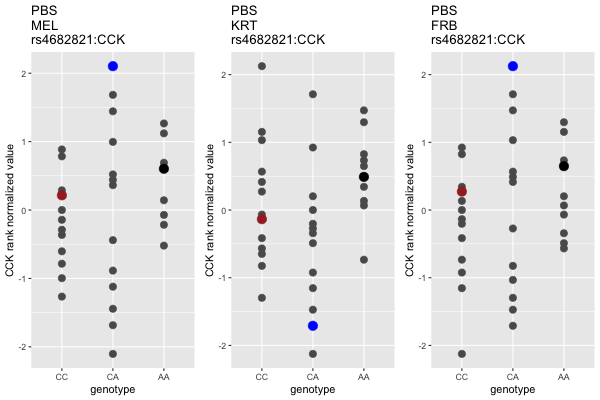 PBS
MEL
rs4682821:CCK
CCK rank normalized value
2
1
0
-1
-2
CC
CA
AA
genotype
PBS
KRT
rs4682821:CCK
CCK rank normalized value
2
1
0
-1
-2
CC
CA
AA
genotype
PBS
FRB
rs4682821:CCK
CCK rank normalized value
2
1
0
-1
-2
CC
CA
AA
genotype